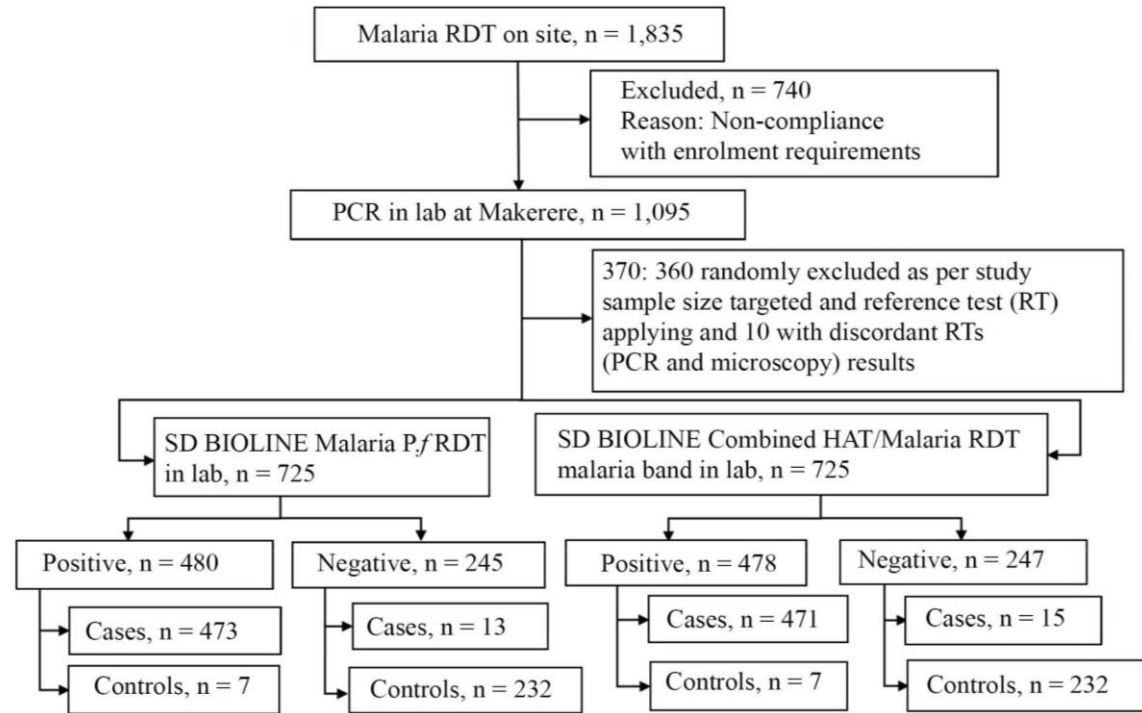 Malaria RDT on site, n = 1,835
Excluded, n = 740
Reason: Non-compliance
with enrolment requirements
PCR in lab at Makerere, n = 1,095
370: 360 randomly excluded as per study
sample size targeted and reference test (RT)
applying and 10 with discordant RTs
(PCR and microscopy) results
SD BIOLINE Malaria P.f RDT
in lab, n = 725
SD BIOLINE Combined HAT/Malaria RDT
malaria band in lab, n = 725
Positive, n = 480
Negative, n = 245
Positive, n = 478
Negative, n = 247
Cases, n = 473
Cases, n = 13
Cases, n = 471
Cases, n = 15
Controls, n = 7
Controls, n = 232
Controls, n = 7
Controls, n = 232